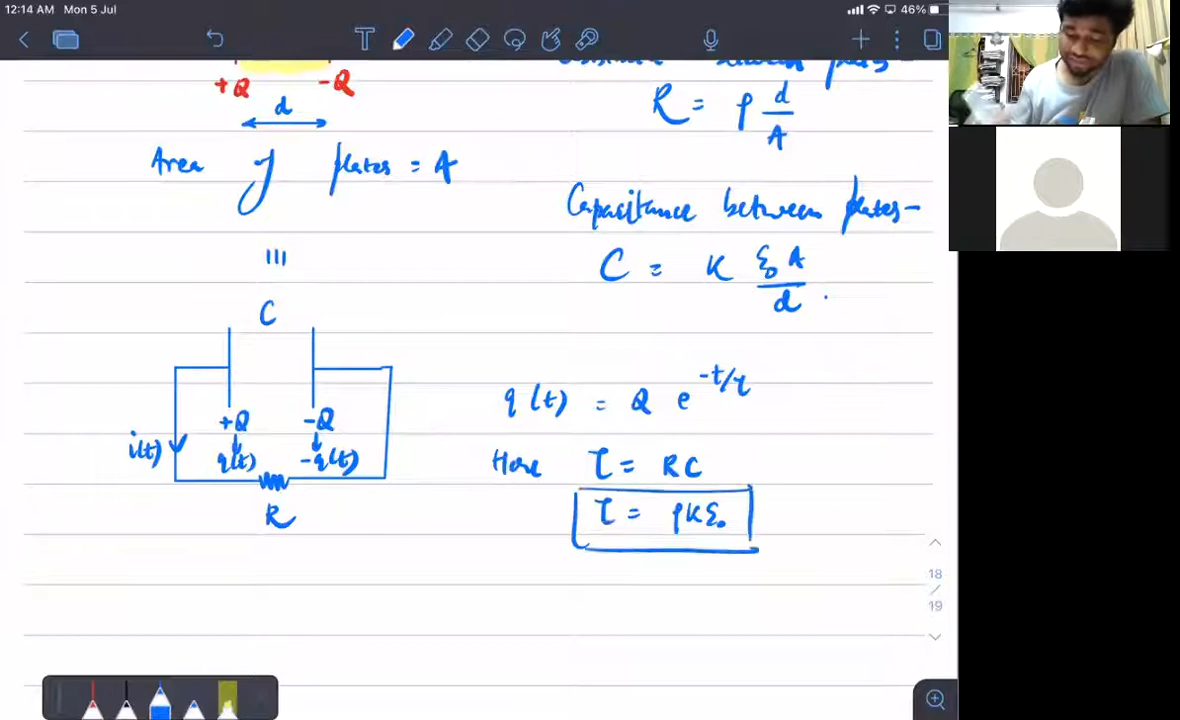 12:14 AM Mon 5 Jul
46%
+Q -Q
d
Area of plates = A
R = ρ d/A
Capacitance between plates-
C = K ε₀A/d
|||
C
+Q -Q
i(t) q(t) -q(t)
R
q(t) = Q e^-t/τ
Here τ = RC
τ = ρKε₀
18
/
19